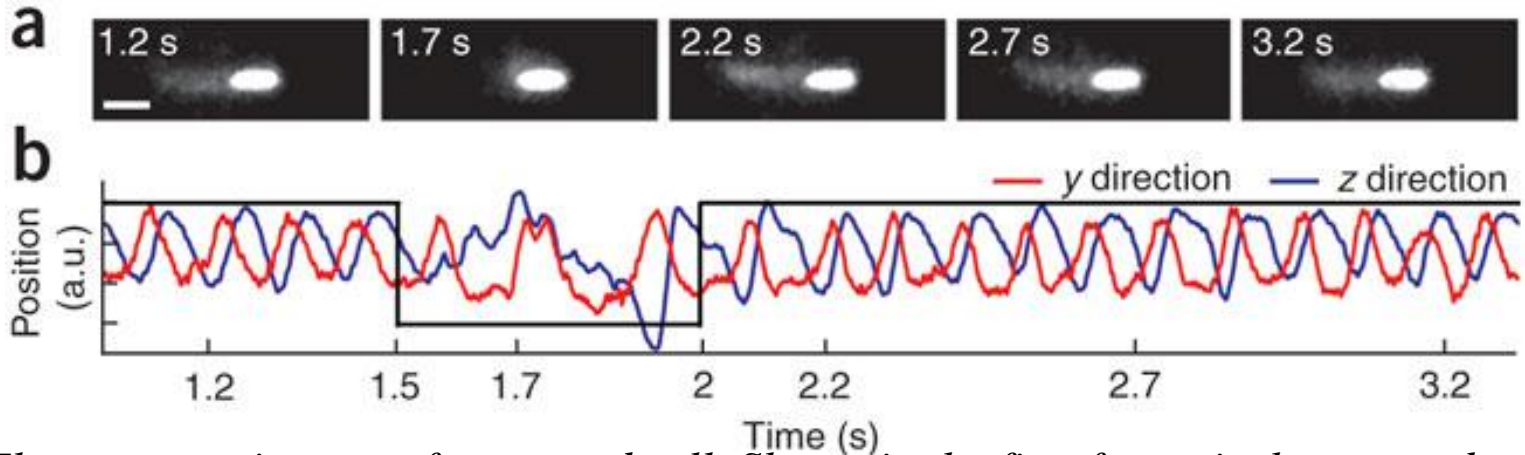 a
1.2 s 1.7 s 2.2 s 2.7 s 3.2 s
b
y direction z direction
Position
(a.u.)
1.2 1.5 1.7 2 2.2 2.7 3.2
Time (s)